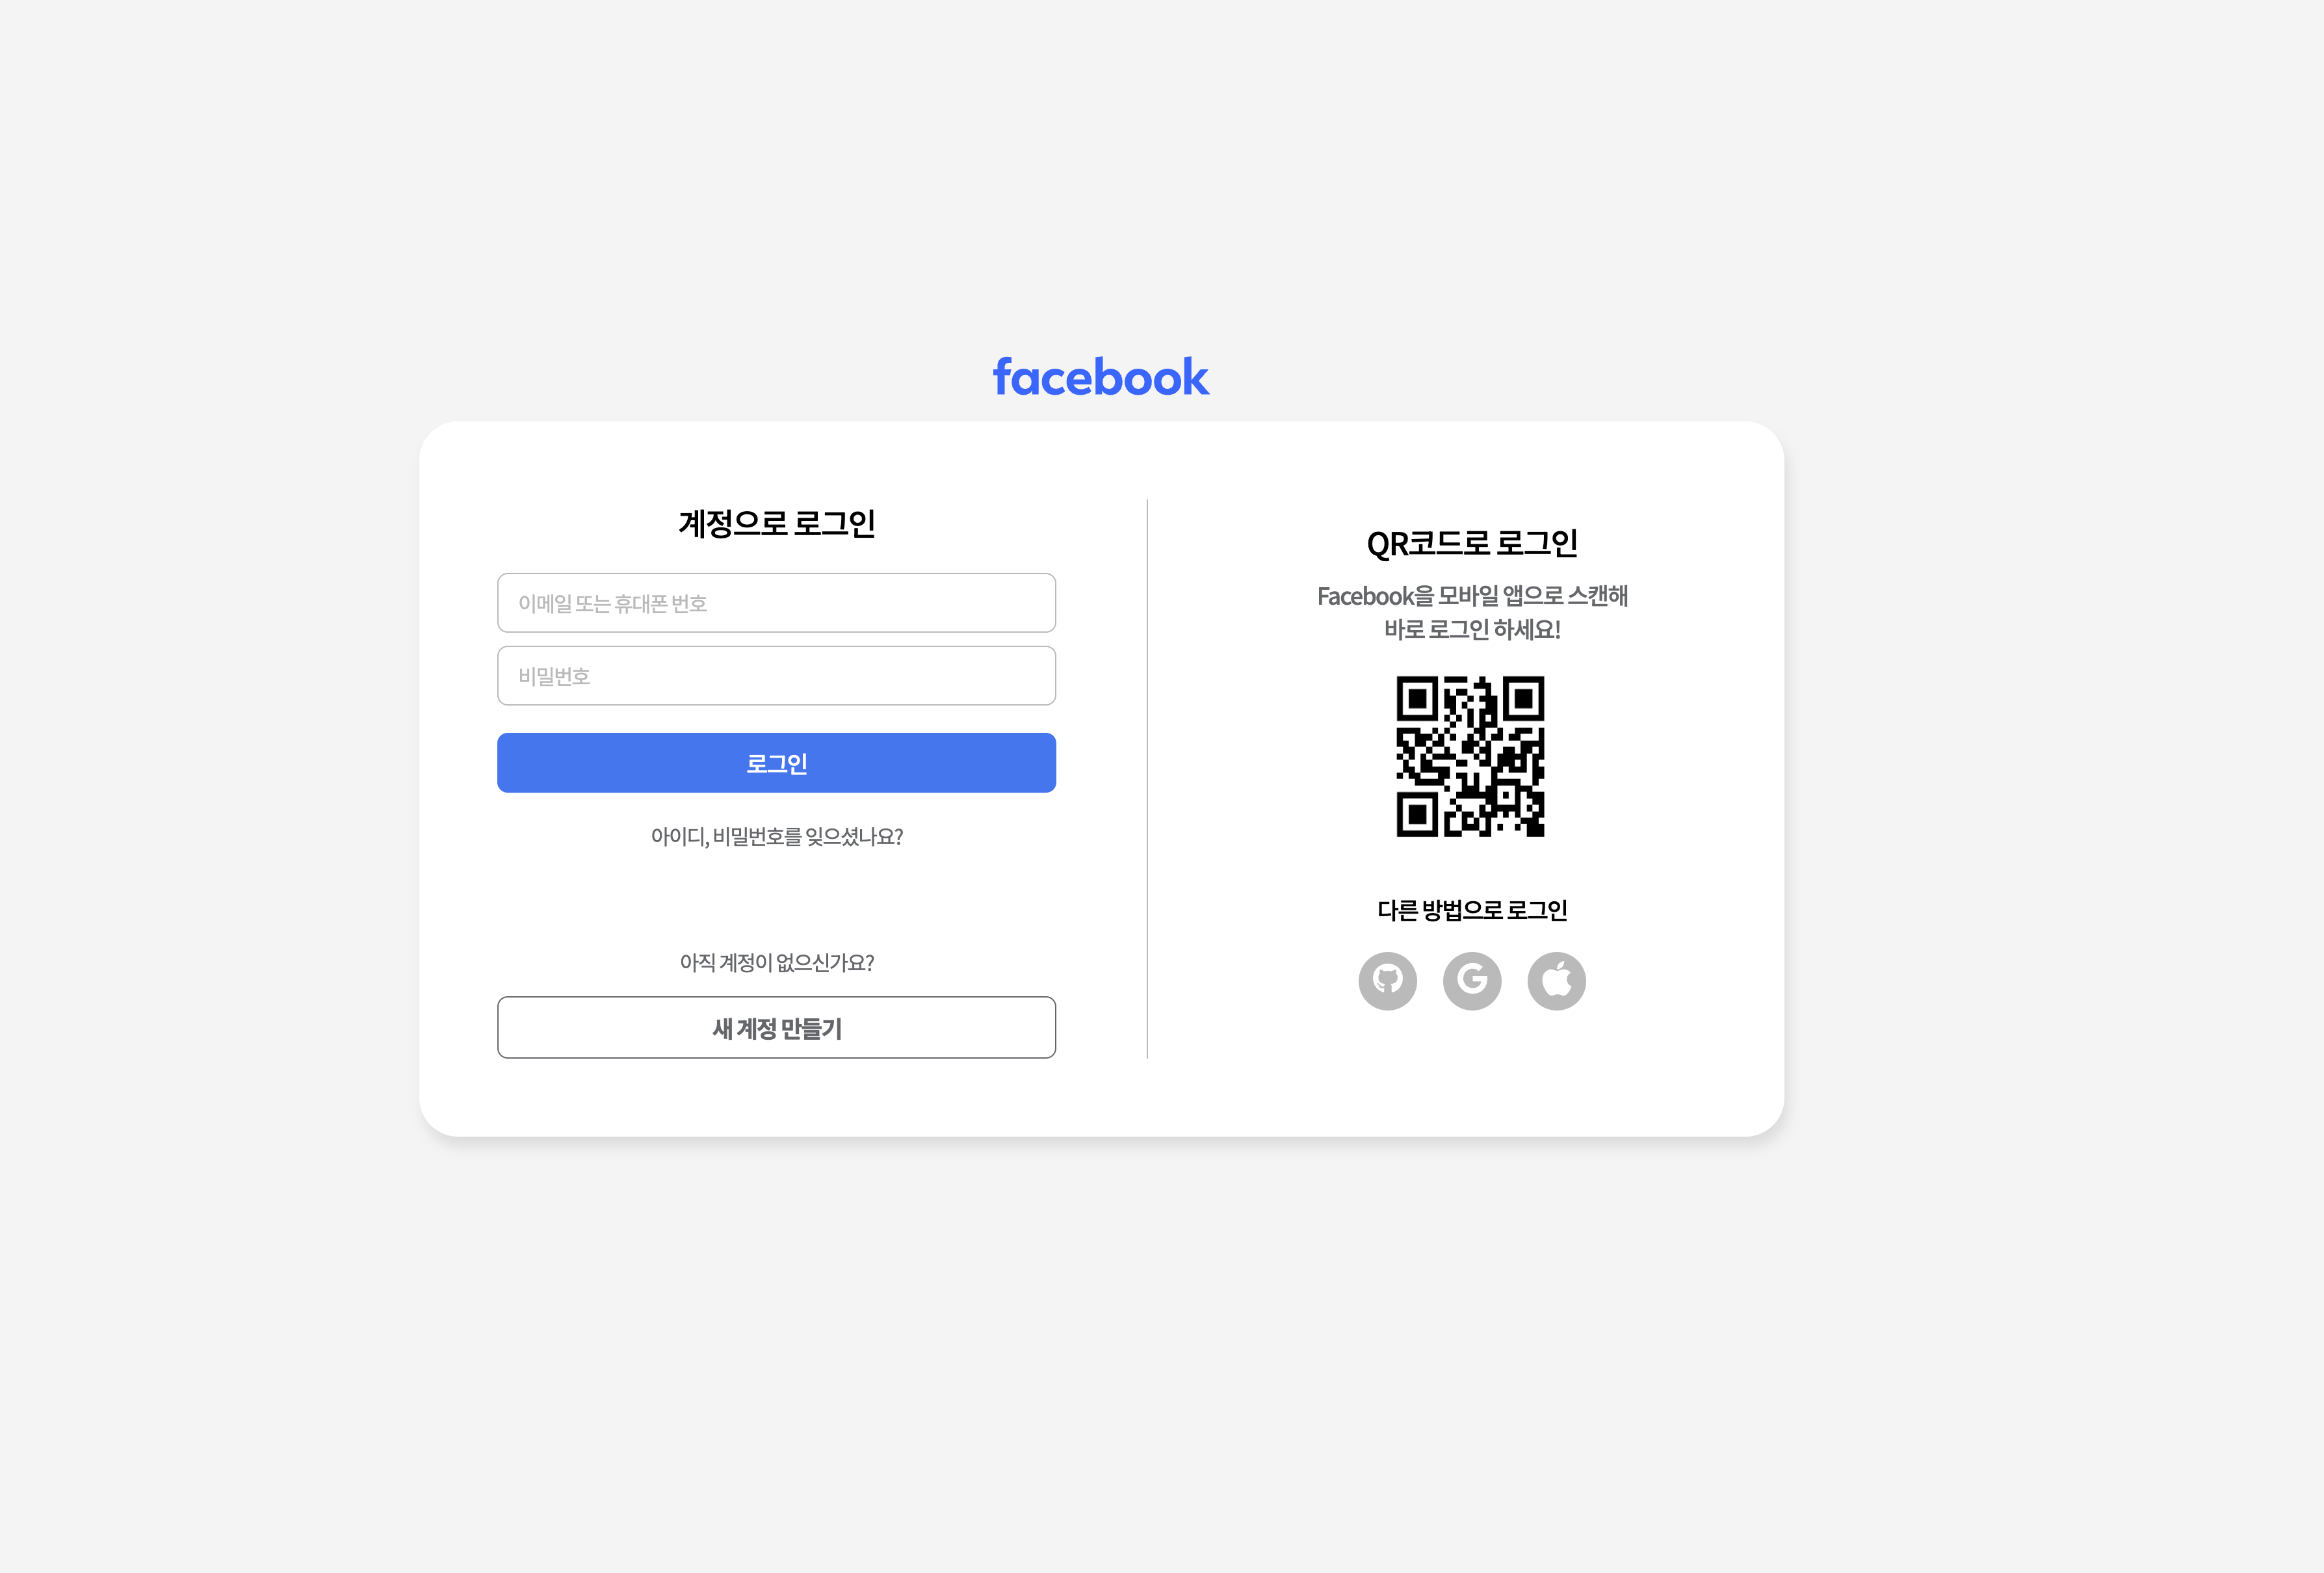 facebook
계정으로 로그인
이메일 또는 휴대폰 번호
비밀번호
로그인
아이디, 비밀번호를 잊으셨나요?
아직 계정이 없으신가요?
새 계정 만들기
QR코드로 로그인
Facebook을 모바일 앱으로 스캔해
바로 로그인 하세요!
다른 방법으로 로그인